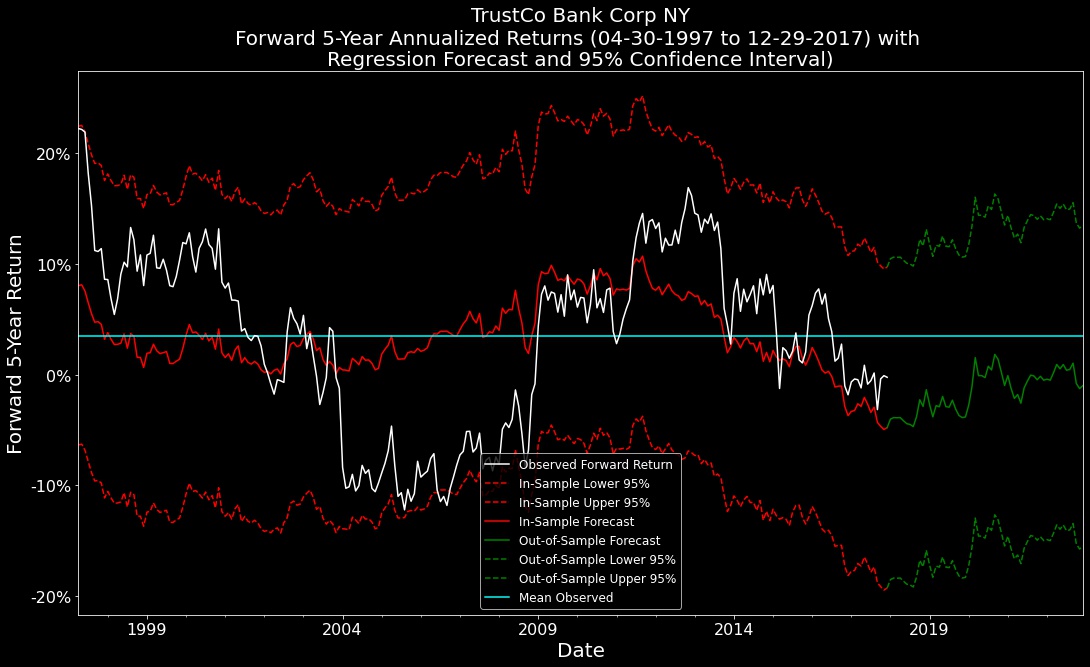 TrustCo Bank Corp NY
Forward 5-Year Annualized Returns (04-30-1997 to 12-29-2017) with
Regression Forecast and 95% Confidence Interval)
Forward 5-Year Return
20%
10%
0%
-10%
-20%
Observed Forward Return
In-Sample Lower 95%
In-Sample Upper 95%
In-Sample Forecast
Out-of-Sample Forecast
Out-of-Sample Lower 95%
Out-of-Sample Upper 95%
Mean Observed
1999
2004
2009
2014
2019
Date